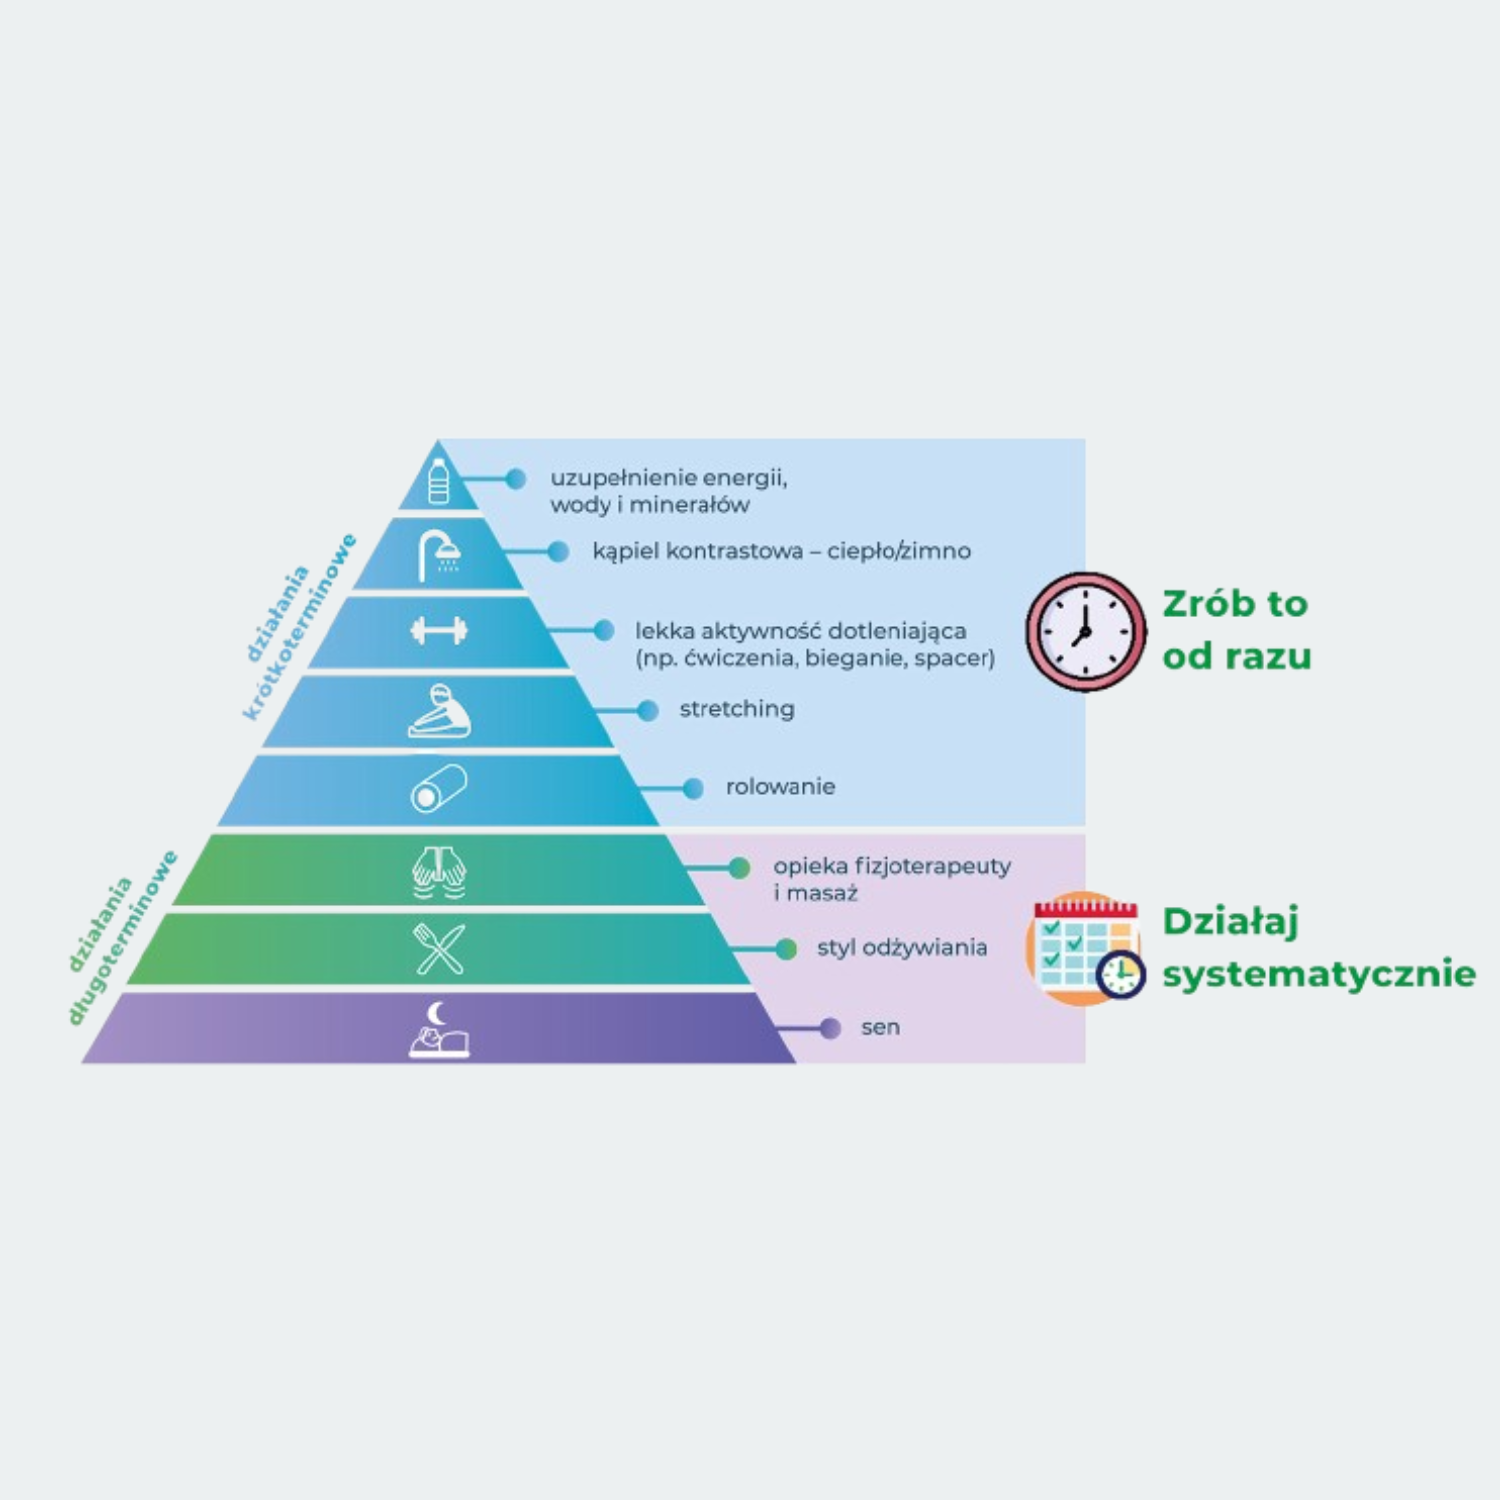 uzupełnienie energii,
wody i minerałów
kąpiel kontrastowa – ciepło/zimno
działania
krótkoterminowe
lekka aktywność dotleniająca
(np. ćwiczenia, bieganie, spacer)
Zrób to
od razu
stretching
rolowanie
działania
długoterminowe
opieka fizjoterapeuty
i masaż
styl odżywiania
Działaj
systematycznie
sen